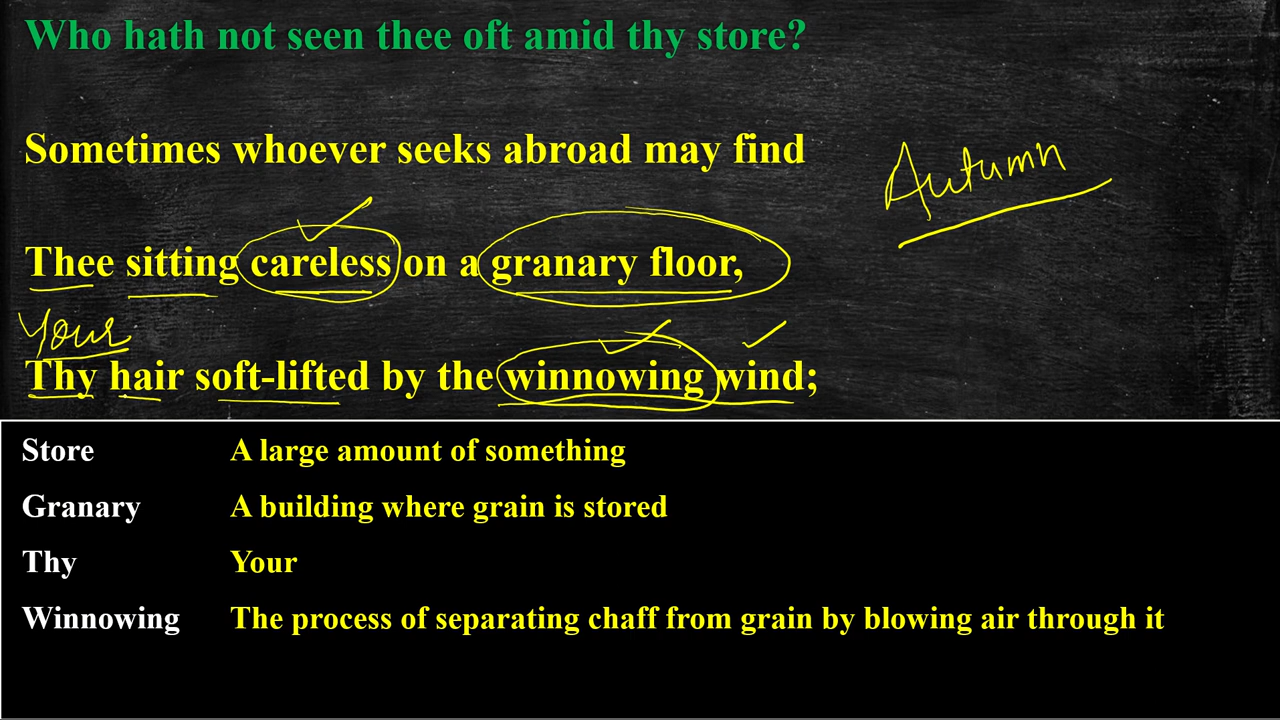 Who hath not seen thee oft amid thy store?
Sometimes whoever seeks abroad may find
Autumn
Thee sitting careless on a granary floor,
Your
Thy hair soft-lifted by the winnowing wind;
Store A large amount of something
Granary A building where grain is stored
Thy Your
Winnowing The process of separating chaff from grain by blowing air through it